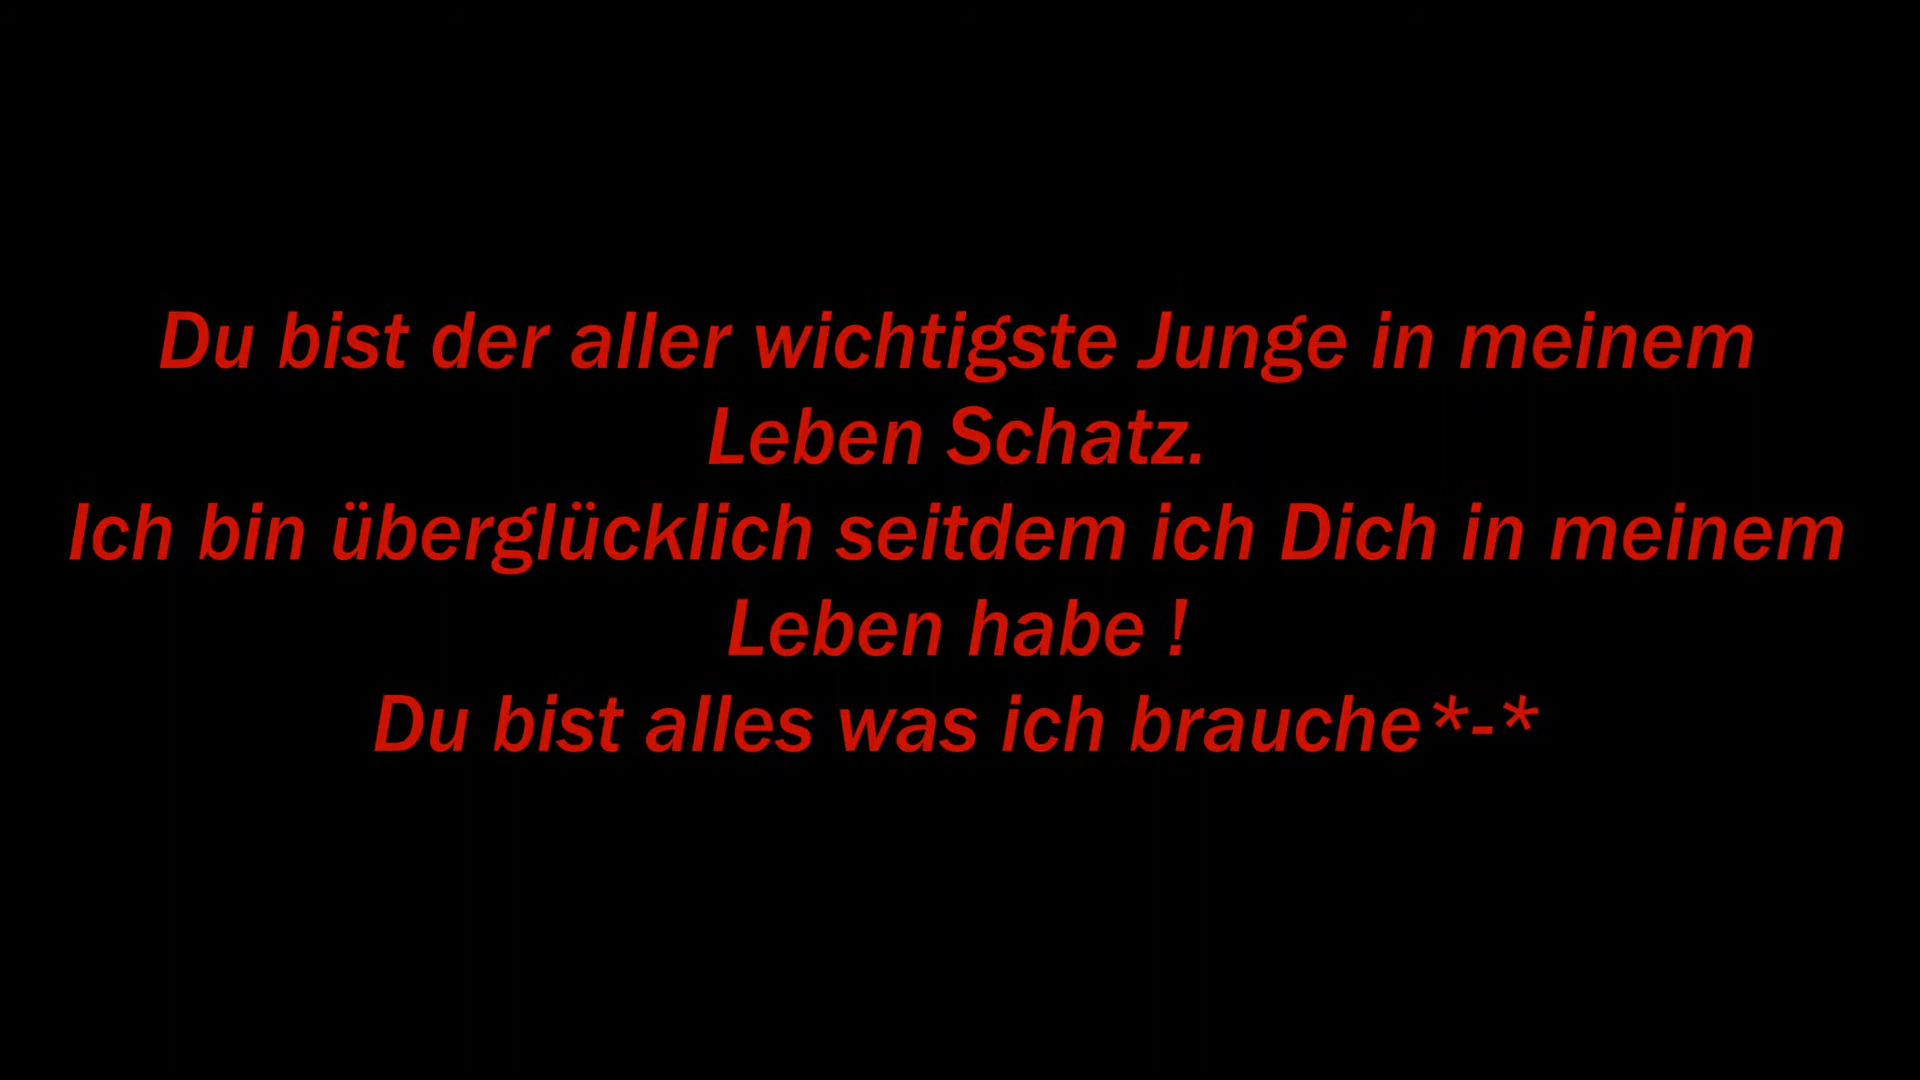 Du bist der aller wichtigste Junge in meinem
Leben Schatz.
Ich bin überglücklich seitdem ich Dich in meinem
Leben habe !
Du bist alles was ich brauche*-*